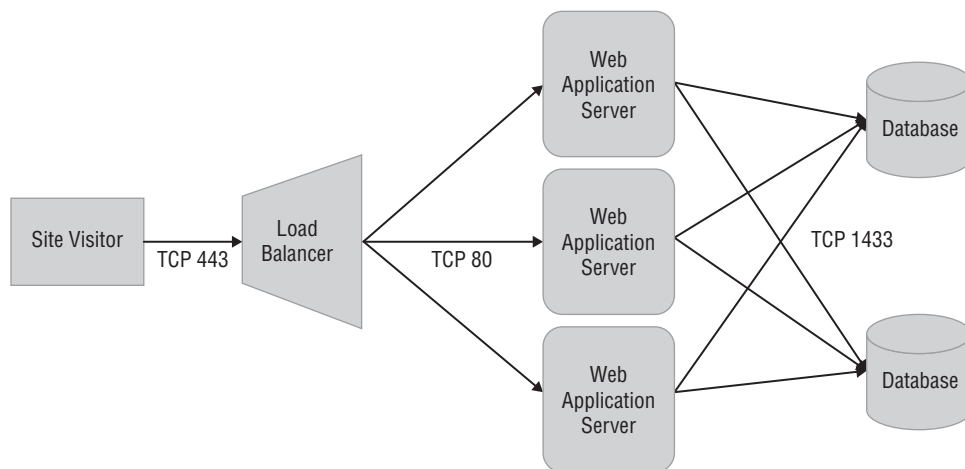 Site Visitor
TCP 443
Load
Balancer
TCP 80
Web
Application
Server
Web
Application
Server
Web
Application
Server
TCP 1433
Database
Database